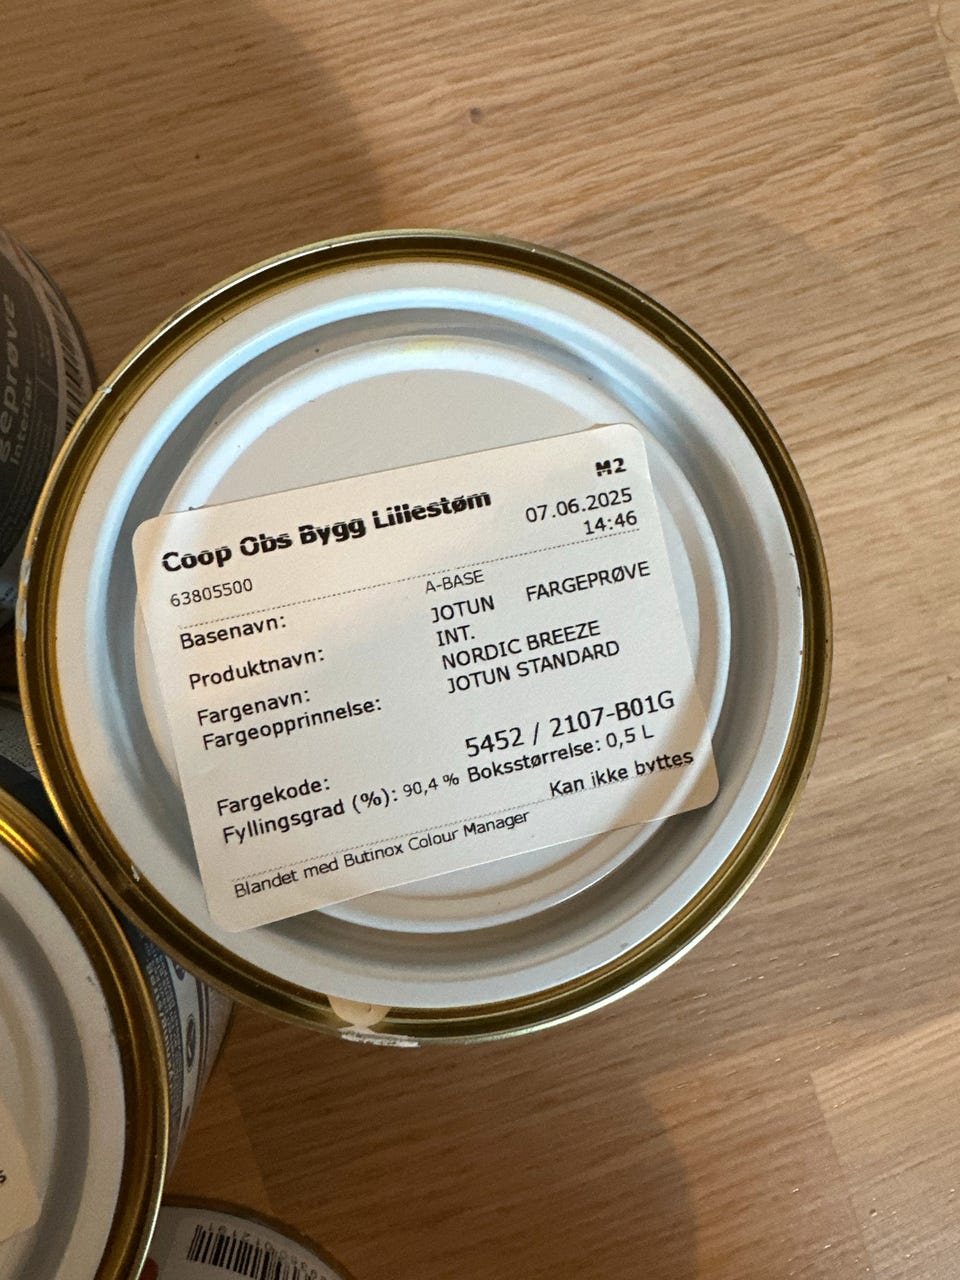 M2
Coop Obs Bygg Lillestøm
07.06.2025
63805500
14:46
Basenavn: A-BASE
Produktnavn: JOTUN FARGEPRØVE
INT.
Fargenavn: NORDIC BREEZE
Fargeopprinnelse: JOTUN STANDARD
Fargekode: 5452 / 2107-B01G
Fyllingsgrad (%): 90,4 % Boksstørrelse: 0,5 L
Kan ikke byttes
Blandet med Butinox Colour Manager
geprøve
Interiør